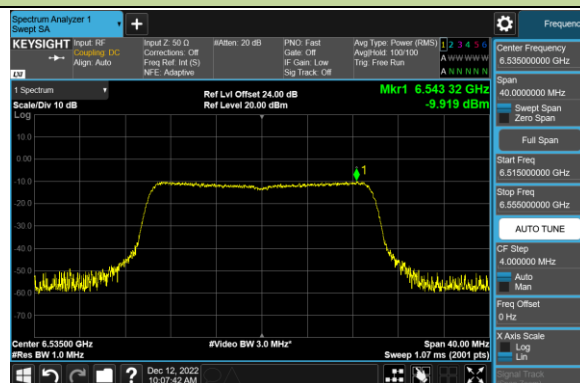 Spectrum Analyzer 1
Swept SA
Frequen
KEYSIGHT
Input: RF
Coupling: DC
Align: Auto
Input Z: 50 Ω
Corrections: Off
Freq Ref: Int (S)
NFE: Adaptive
#Atten: 20 dB
PNO: Fast
Gate: Off
IF Gain: Low
Sig Track: Off
Avg Type: Power (RMS)
Avg|Hold: 100/100
Trig: Free Run
1 2 3 4 5 6
A W W W W W
A N N N N N
LXI
1 Spectrum
Scale/Div 10 dB
Log
Ref Lvl Offset 24.00 dB
Ref Level 20.00 dBm
Mkr1 6.543 32 GHz
-9.919 dBm
10.0
0.00
-10.0
-20.0
-30.0
-40.0
-50.0
-60.0
-70.0
1
Center 6.53500 GHz
#Res BW 1.0 MHz
#Video BW 3.0 MHz*
Span 40.00 MHz
Sweep 1.07 ms (2001 pts)
Center Frequency
6.535000000 GHz
Span
40.0000000 MHz
Swept Span
Zero Span
Full Span
Start Freq
6.515000000 GHz
Stop Freq
6.555000000 GHz
AUTO TUNE
CF Step
4.000000 MHz
Auto
Man
Freq Offset
0 Hz
X Axis Scale
Log
Lin
Signal Track
?
Dec 12, 2022
10:07:42 AM